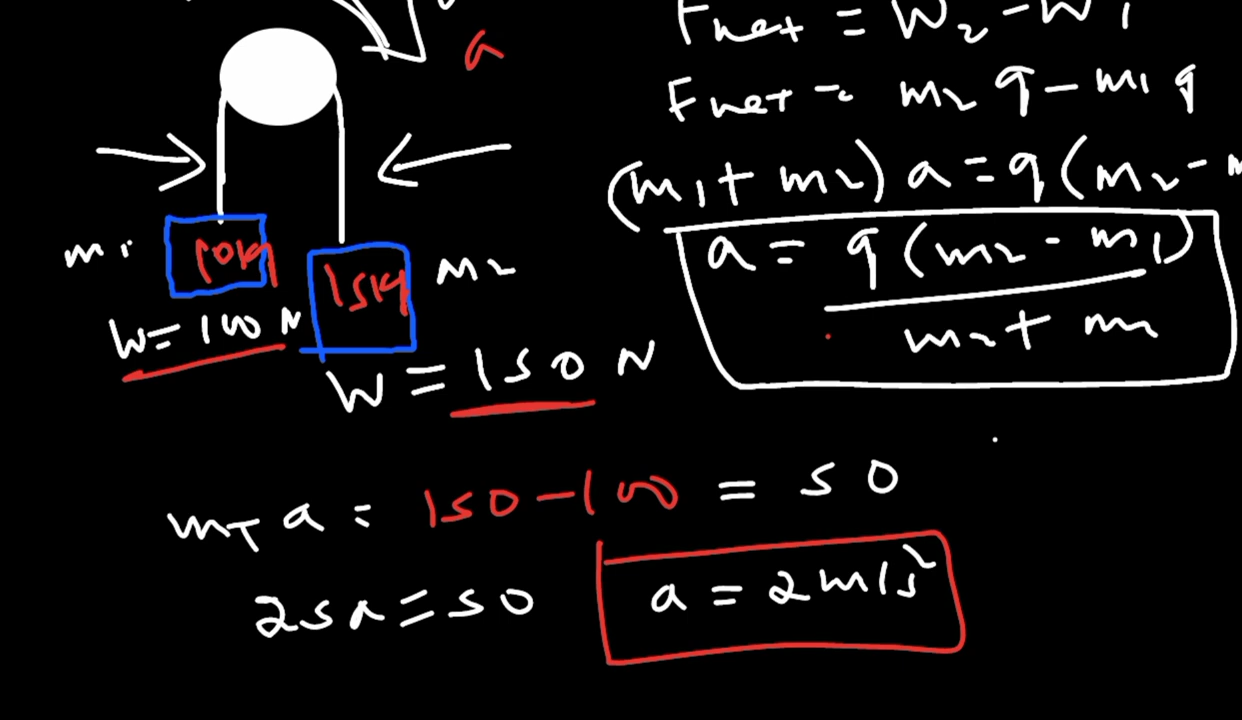 a
Fnet = W2 - W1
Fnet = m2 g - m1 g
(m1 + m2) a = g (m2 -
a = g (m2 - m1)
m2 + m1
m1 10kg
15kg m2
W = 100 N
W = 150 N
mT a = 150 - 100 = 50
25a = 50
a = 2 m/s²